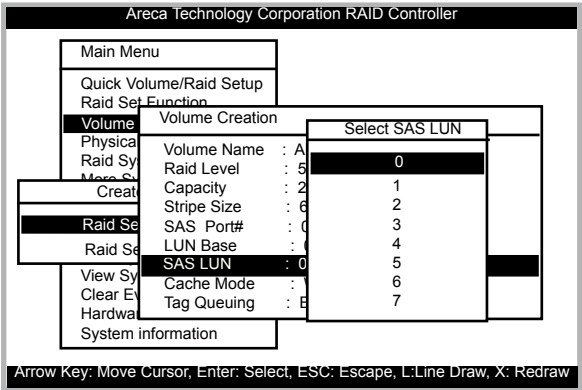 Areca Technology Corporation RAID Controller
Main Menu
Quick Volume/Raid Setup
Raid Set Function
Volume
Physica
Raid Sy
Creat
Raid Se
Raid Se
View Sy
Clear Ev
Hardwa
System information
Volume Creation
Volume Name : A
Raid Level : 5
Capacity : 2
Stripe Size : 6
SAS Port# : 0
LUN Base :
SAS LUN : 0
Cache Mode :
Tag Queuing : E
Select SAS LUN
0
1
2
3
4
5
6
7
Arrow Key: Move Cursor, Enter: Select, ESC: Escape, L:Line Draw, X: Redraw